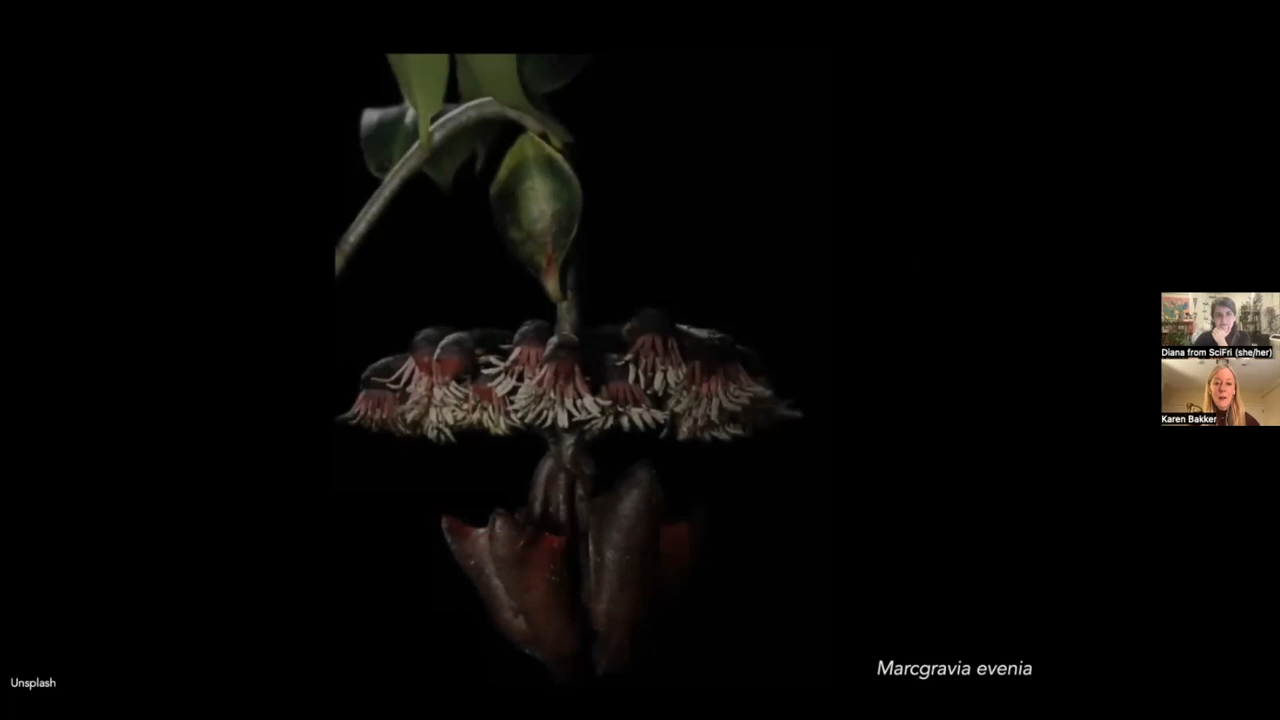 Diana from SciFri (she/her)
Karen Bakker
Marcgravia evenia
Unsplash